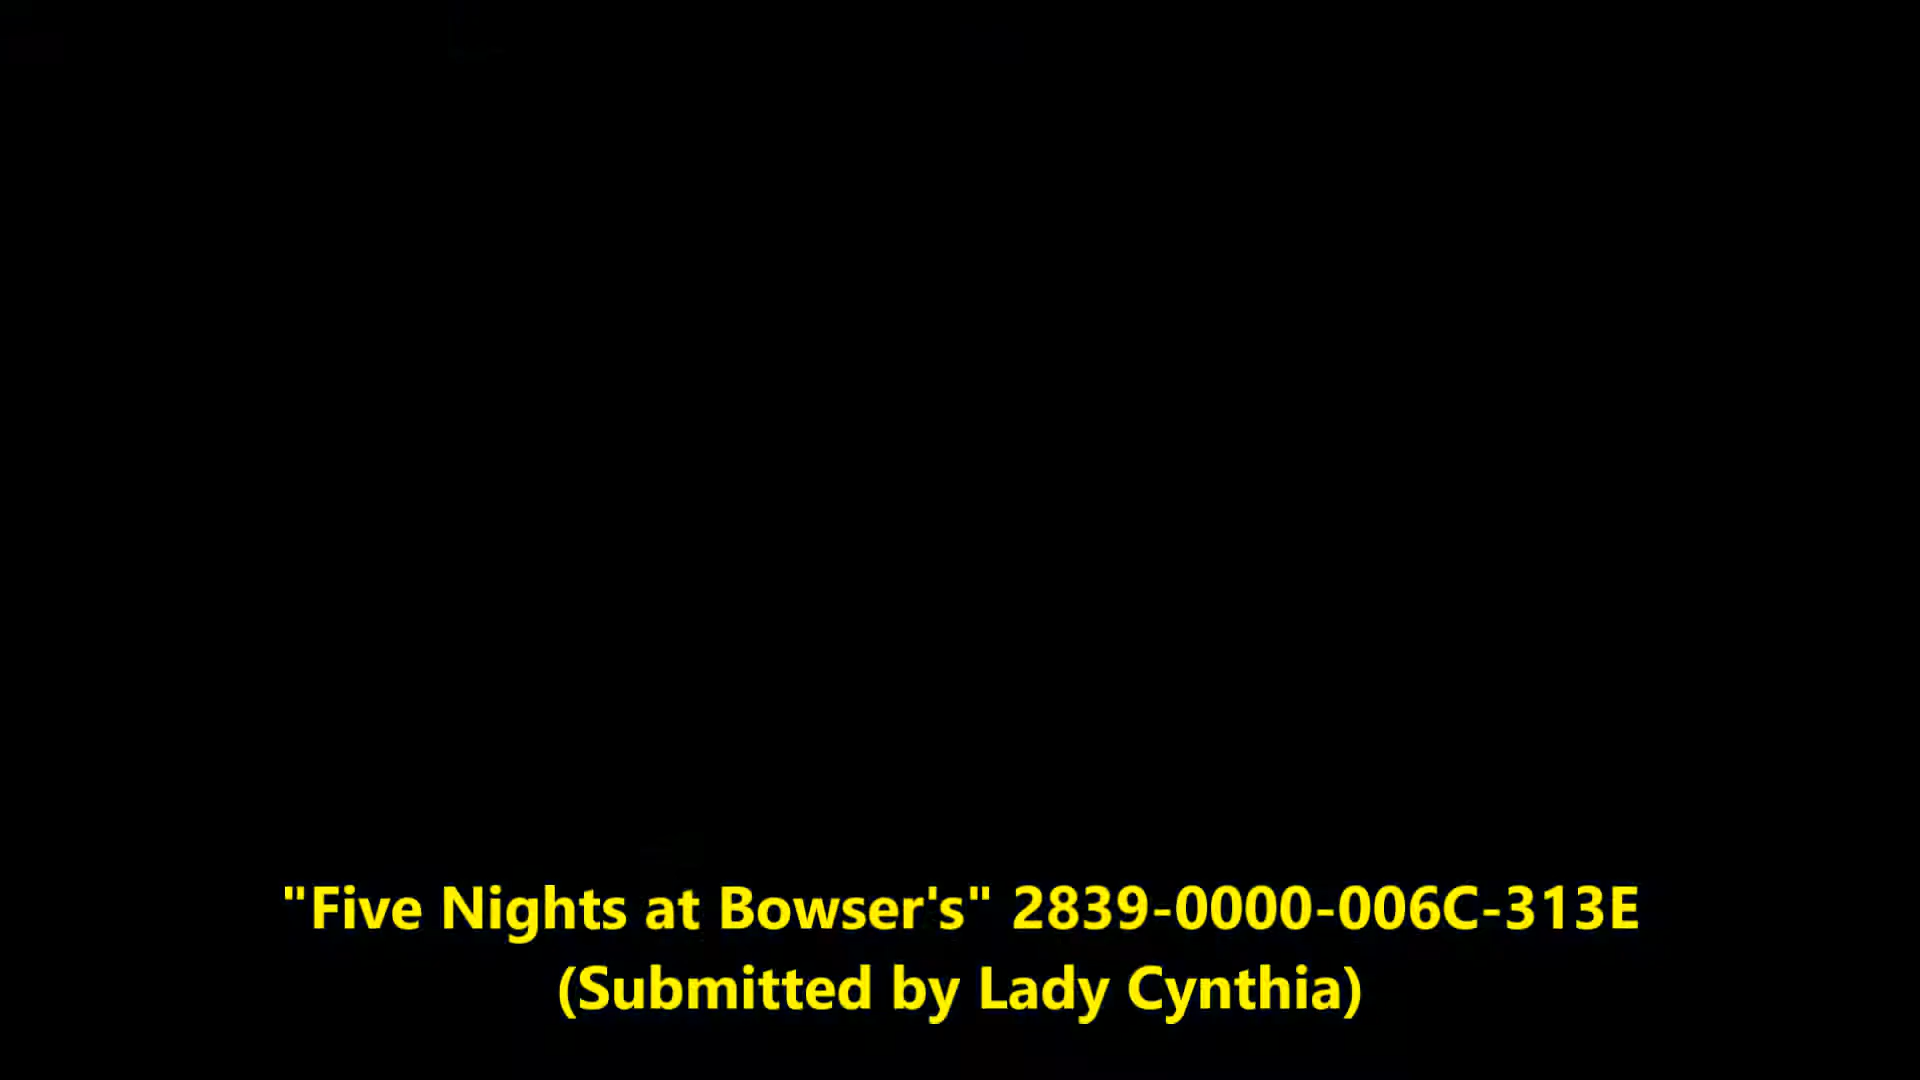 "Five Nights at Bowser's" 2839-0000-006C-313E
(Submitted by Lady Cynthia)